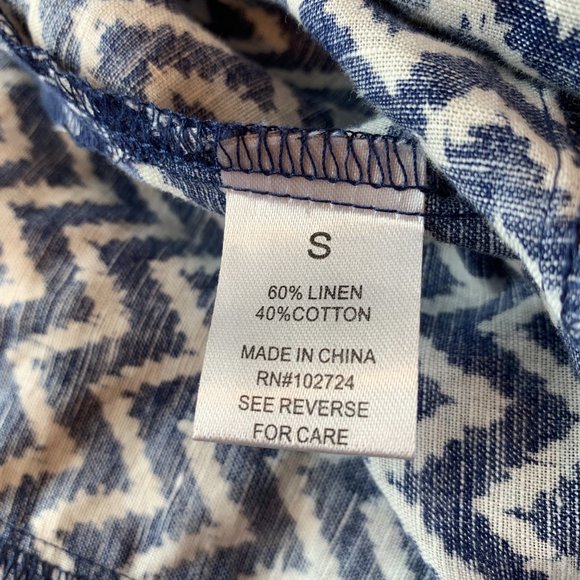 S
60% LINEN
40%COTTON
MADE IN CHINA
RN#102724
SEE REVERSE
FOR CARE